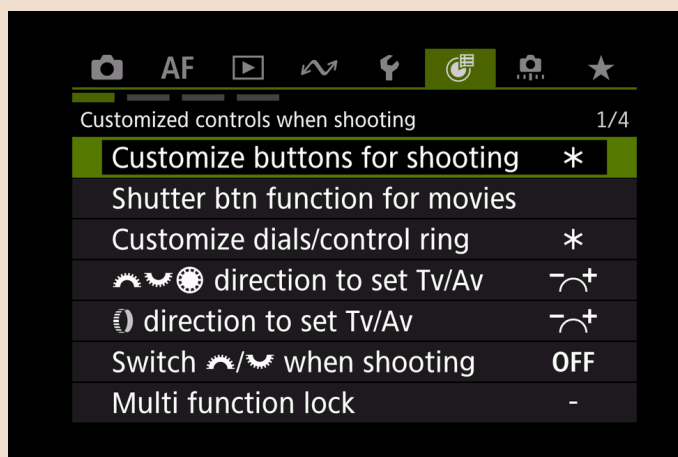 AF
Customized controls when shooting 1/4
Customize buttons for shooting *
Shutter btn function for movies
Customize dials/control ring *
direction to set Tv/Av -+
direction to set Tv/Av -+
Switch / when shooting OFF
Multi function lock -